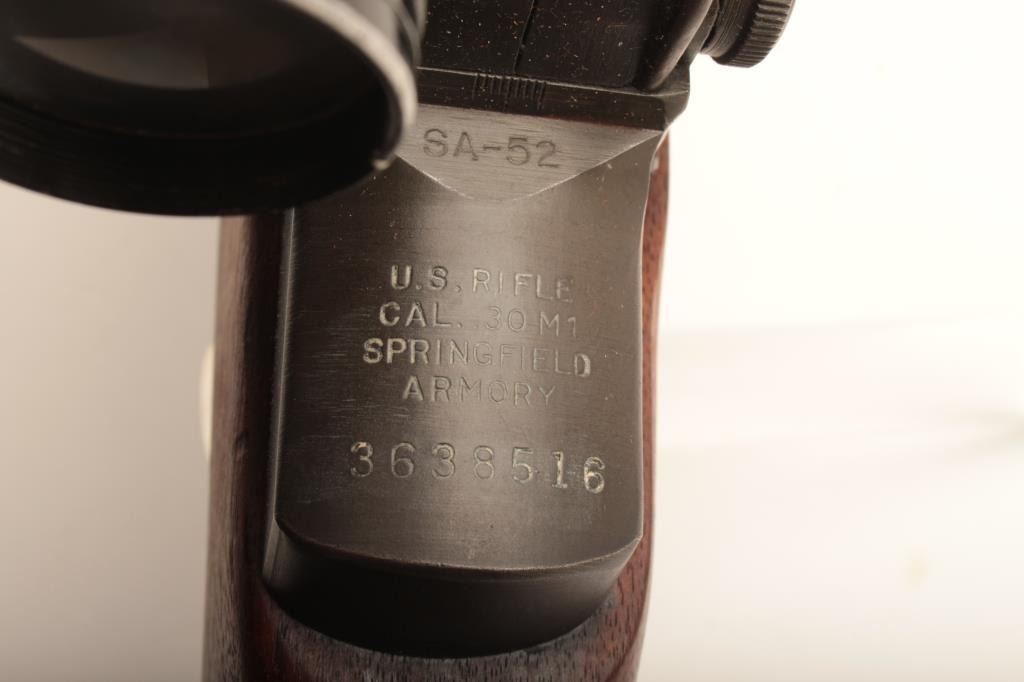 SA-52
U.S. RIFLE
CAL. .30-M1
SPRINGFIELD
ARMORY
3638516